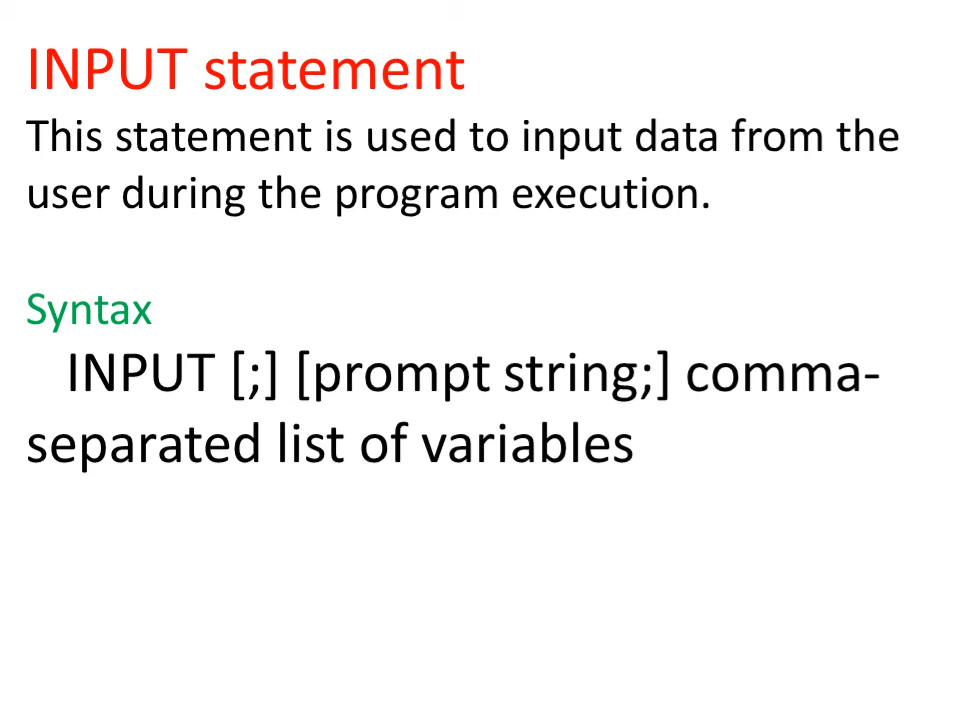 INPUT statement
This statement is used to input data from the
user during the program execution.
Syntax
INPUT [;] [prompt string;] comma-
separated list of variables